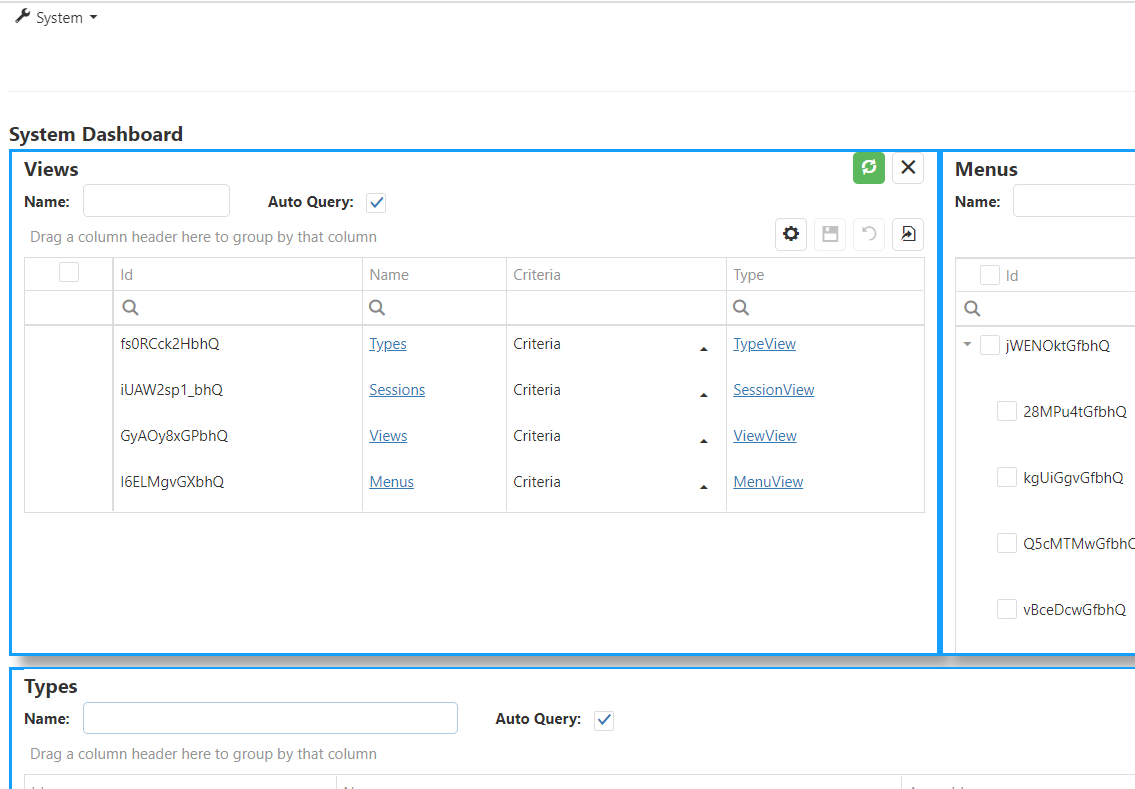 System
System Dashboard
Views
Name:
Auto Query:
Drag a column header here to group by that column
Id Name Criteria Type
fs0RCck2HbhQ Types Criteria TypeView
iUAW2sp1_bhQ Sessions Criteria SessionView
GyAOy8xGPbhQ Views Criteria ViewView
I6ELMgvGXbhQ Menus Criteria MenuView
Menus
Name:
Id
jWENOktGfbhQ
28MPu4tGfbhQ
kgUiGgvGfbhQ
Q5cMTMwGfbhQ
vBceDcwGfbhQ
Types
Name:
Auto Query:
Drag a column header here to group by that column